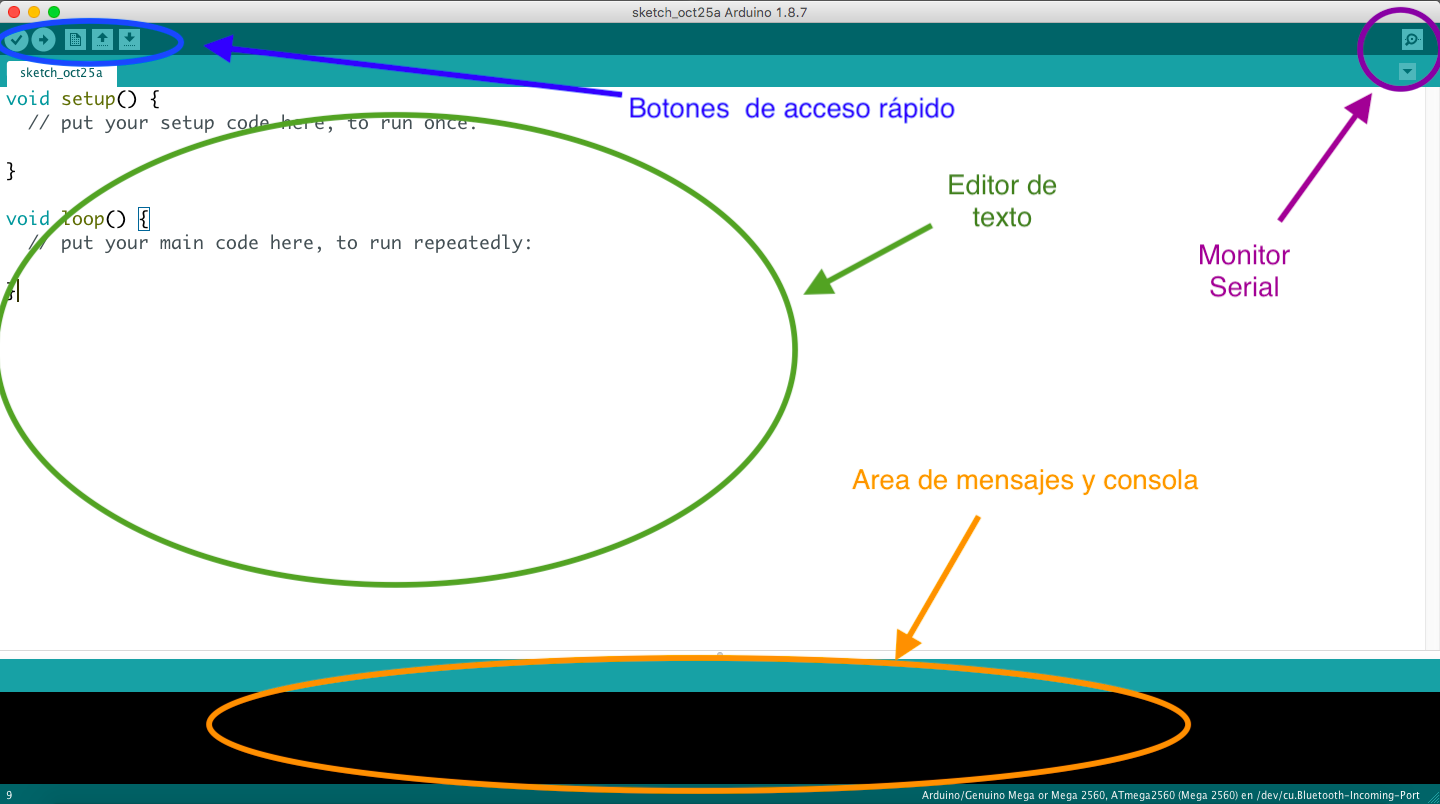 sketch_oct25a Arduino 1.8.7
sketch_oct25a
void setup() {
// put your setup code here, to run once:
}
void loop() {
// put your main code here, to run repeatedly:
}
Botones de acceso rápido
Editor de
texto
Monitor
Serial
Area de mensajes y consola
9
Arduino/Genuino Mega or Mega 2560, ATmega2560 (Mega 2560) en /dev/cu.Bluetooth-Incoming-Port